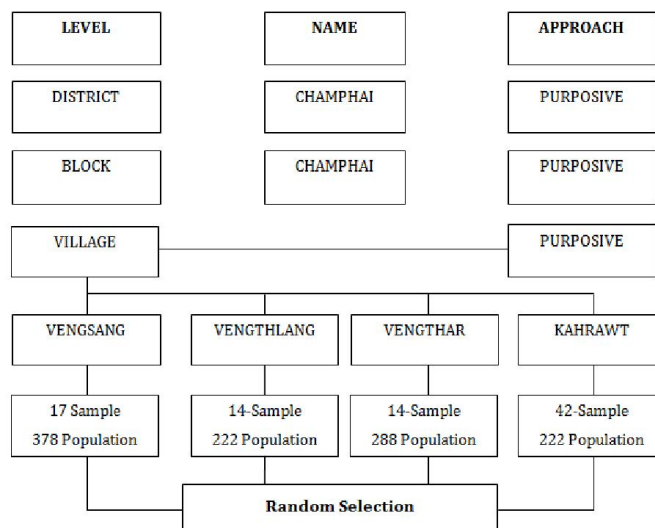 LEVEL NAME APPROACH
DISTRICT CHAMPHAI PURPOSIVE
BLOCK CHAMPHAI PURPOSIVE
VILLAGE PURPOSIVE
VENGSANG VENGTHLANG VENGTHAR KAHRAWT
17 Sample 14-Sample 14-Sample 42-Sample
378 Population 222 Population 288 Population 222 Population
Random Selection